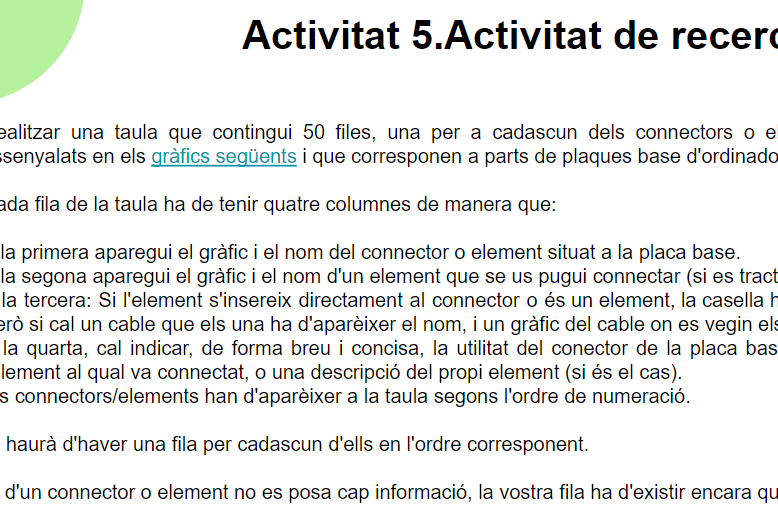 Activitat 5.Activitat de recerc
ealitzar una taula que contingui 50 files, una per a cadascun dels connectors o el
ssenyalats en els gràfics següents i que corresponen a parts de plaques base d'ordinado
ada fila de la taula ha de tenir quatre columnes de manera que:
la primera aparegui el gràfic i el nom del connector o element situat a la placa base.
la segona aparegui el gràfic i el nom d'un element que se us pugui connectar (si es tract
la tercera: Si l'element s'insereix directament al connector o és un element, la casella h
erò si cal un cable que els una ha d'aparèixer el nom, i un gràfic del cable on es vegin els
la quarta, cal indicar, de forma breu i concisa, la utilitat del conector de la placa bas
lement al qual va connectat, o una descripció del propi element (si és el cas).
s connectors/elements han d'aparèixer a la taula segons l'ordre de numeració.
haurà d'haver una fila per cadascun d'ells en l'ordre corresponent.
d'un connector o element no es posa cap informació, la vostra fila ha d'existir encara qu